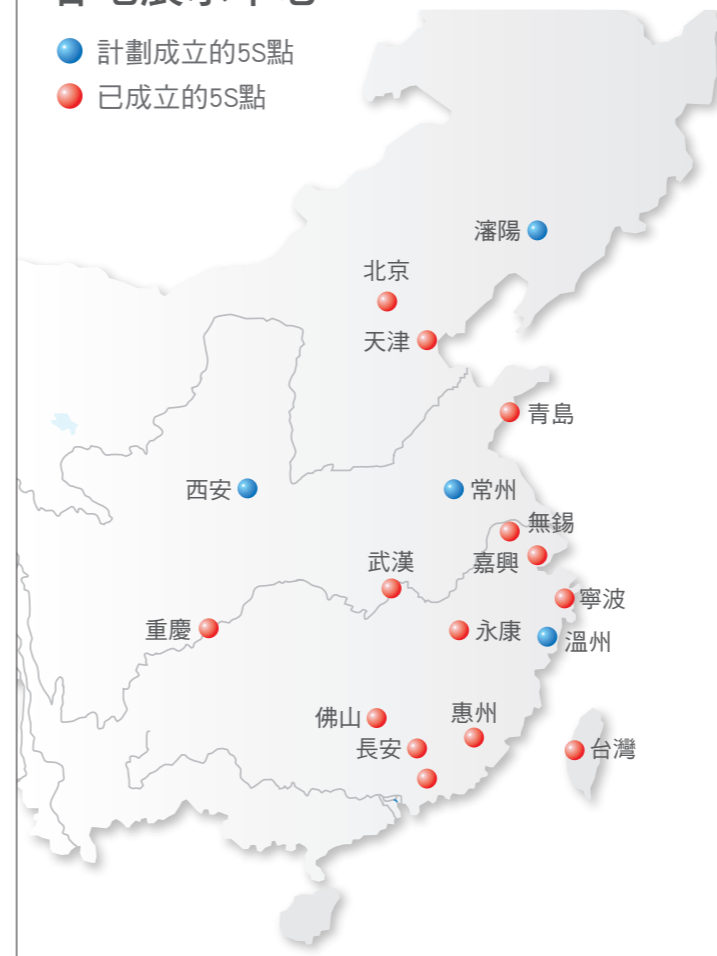 計劃成立的5S點
已成立的5S點
瀋陽
北京
天津
青島
西安
常州
無錫
武漢
嘉興
寧波
重慶
永康
溫州
佛山
惠州
長安
台灣